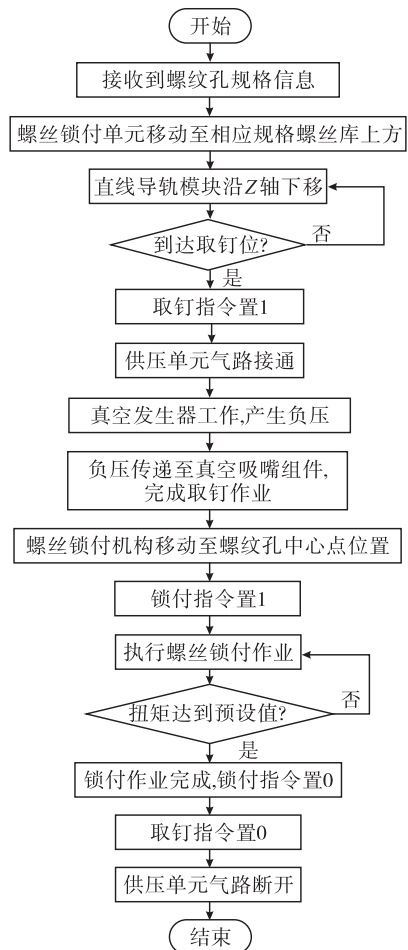 开始
接收到螺纹孔规格信息
螺丝锁付单元移动至相应规格螺丝库上方
直线导轨模块沿Z轴下移
到达取钉位?
否
是
取钉指令置1
供压单元气路接通
真空发生器工作,产生负压
负压传递至真空吸嘴组件,
完成取钉作业
螺丝锁付机构移动至螺纹孔中心点位置
锁付指令置1
执行螺丝锁付作业
扭矩达到预设值?
否
是
锁付作业完成,锁付指令置0
取钉指令置0
供压单元气路断开
结束